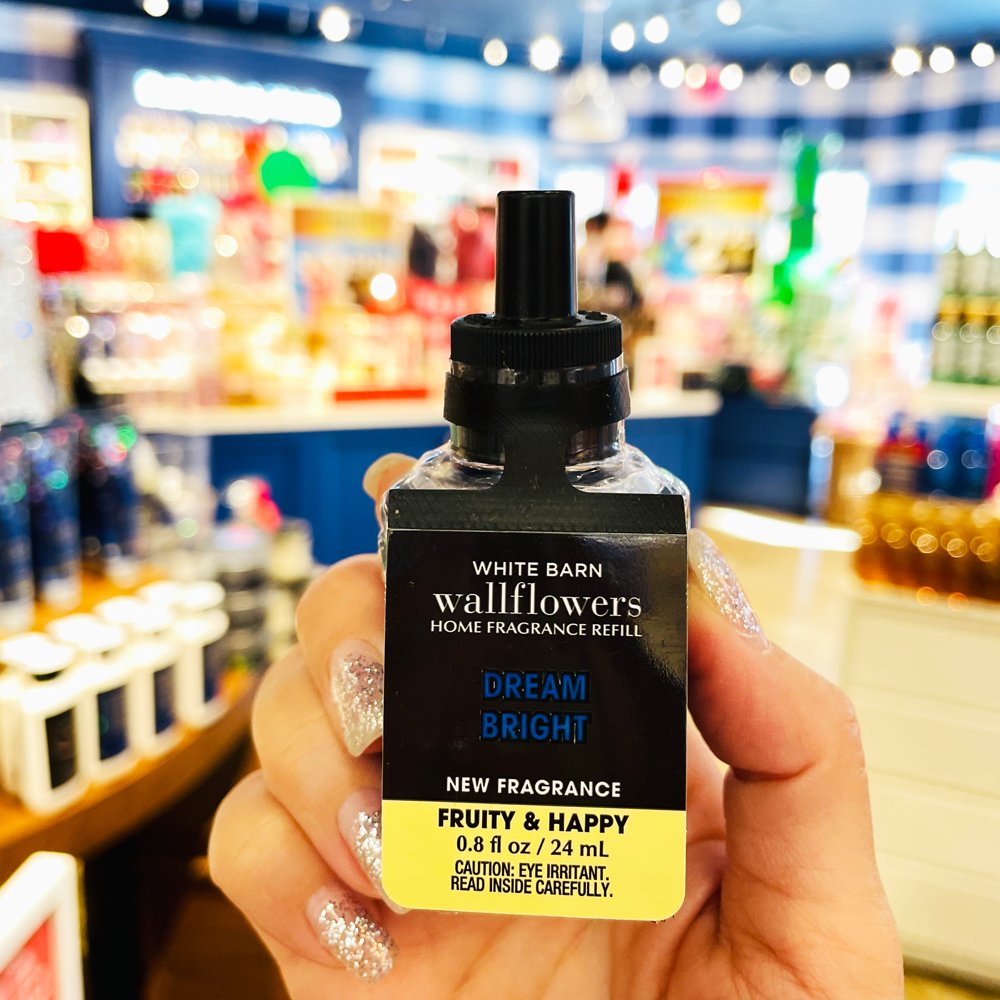 WHITE BARN
wallflowers
HOME FRAGRANCE REFILL
DREAM
BRIGHT
NEW FRAGRANCE
FRUITY & HAPPY
0.8 fl oz / 24 mL
CAUTION: EYE IRRITANT.
READ INSIDE CAREFULLY.